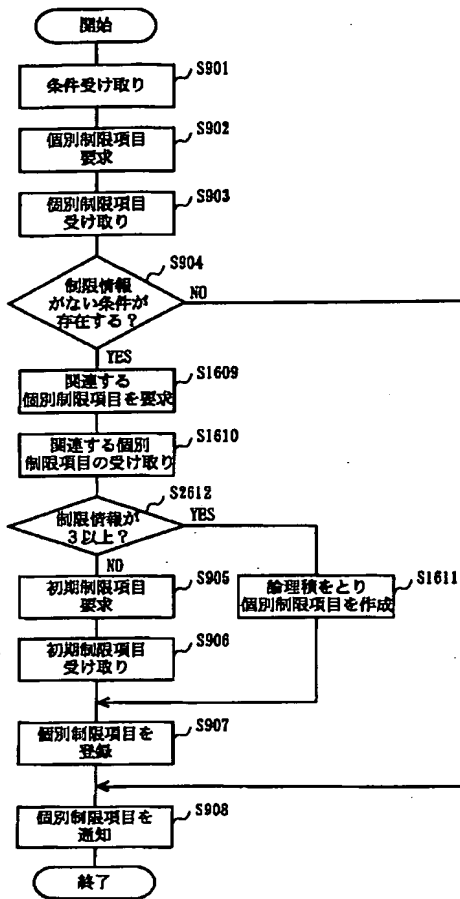 開始
条件受け取り
S901
個別制限項目
要求
S902
個別制限項目
受け取り
S903
S904
制限情報
がない条件が
存在する?
NO
YES
関連する
個別制限項目を要求
S1609
関連する個別
制限項目の受け取り
S1610
S2612
制限情報が
3以上?
YES
NO
初期制限項目
要求
S905
論理積をとり
個別制限項目を作成
S1611
初期制限項目
受け取り
S906
個別制限項目を
登録
S907
個別制限項目を
通知
S908
終了